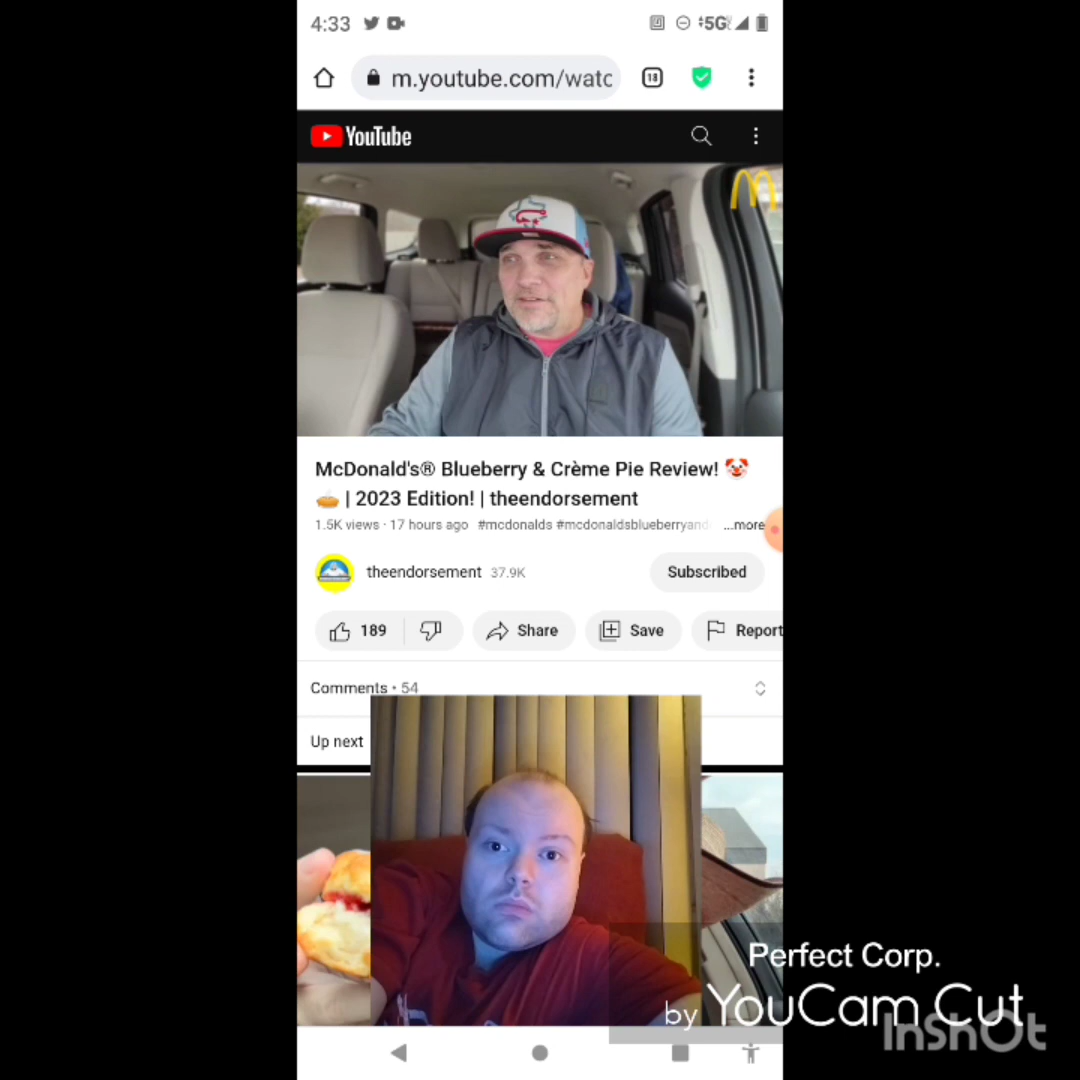 4:33 5G
m.youtube.com/watc 18
YouTube
McDonald's® Blueberry & Crème Pie Review! 🤡
🥧 | 2023 Edition! | theendorsement
1.5K views · 17 hours ago #mcdonalds #mcdonaldsblueberryand ...more
theendorsement 37.9K Subscribed
189 Share Save Report
Comments • 54
Up next
Perfect Corp.
by YouCam Cut
InShOt